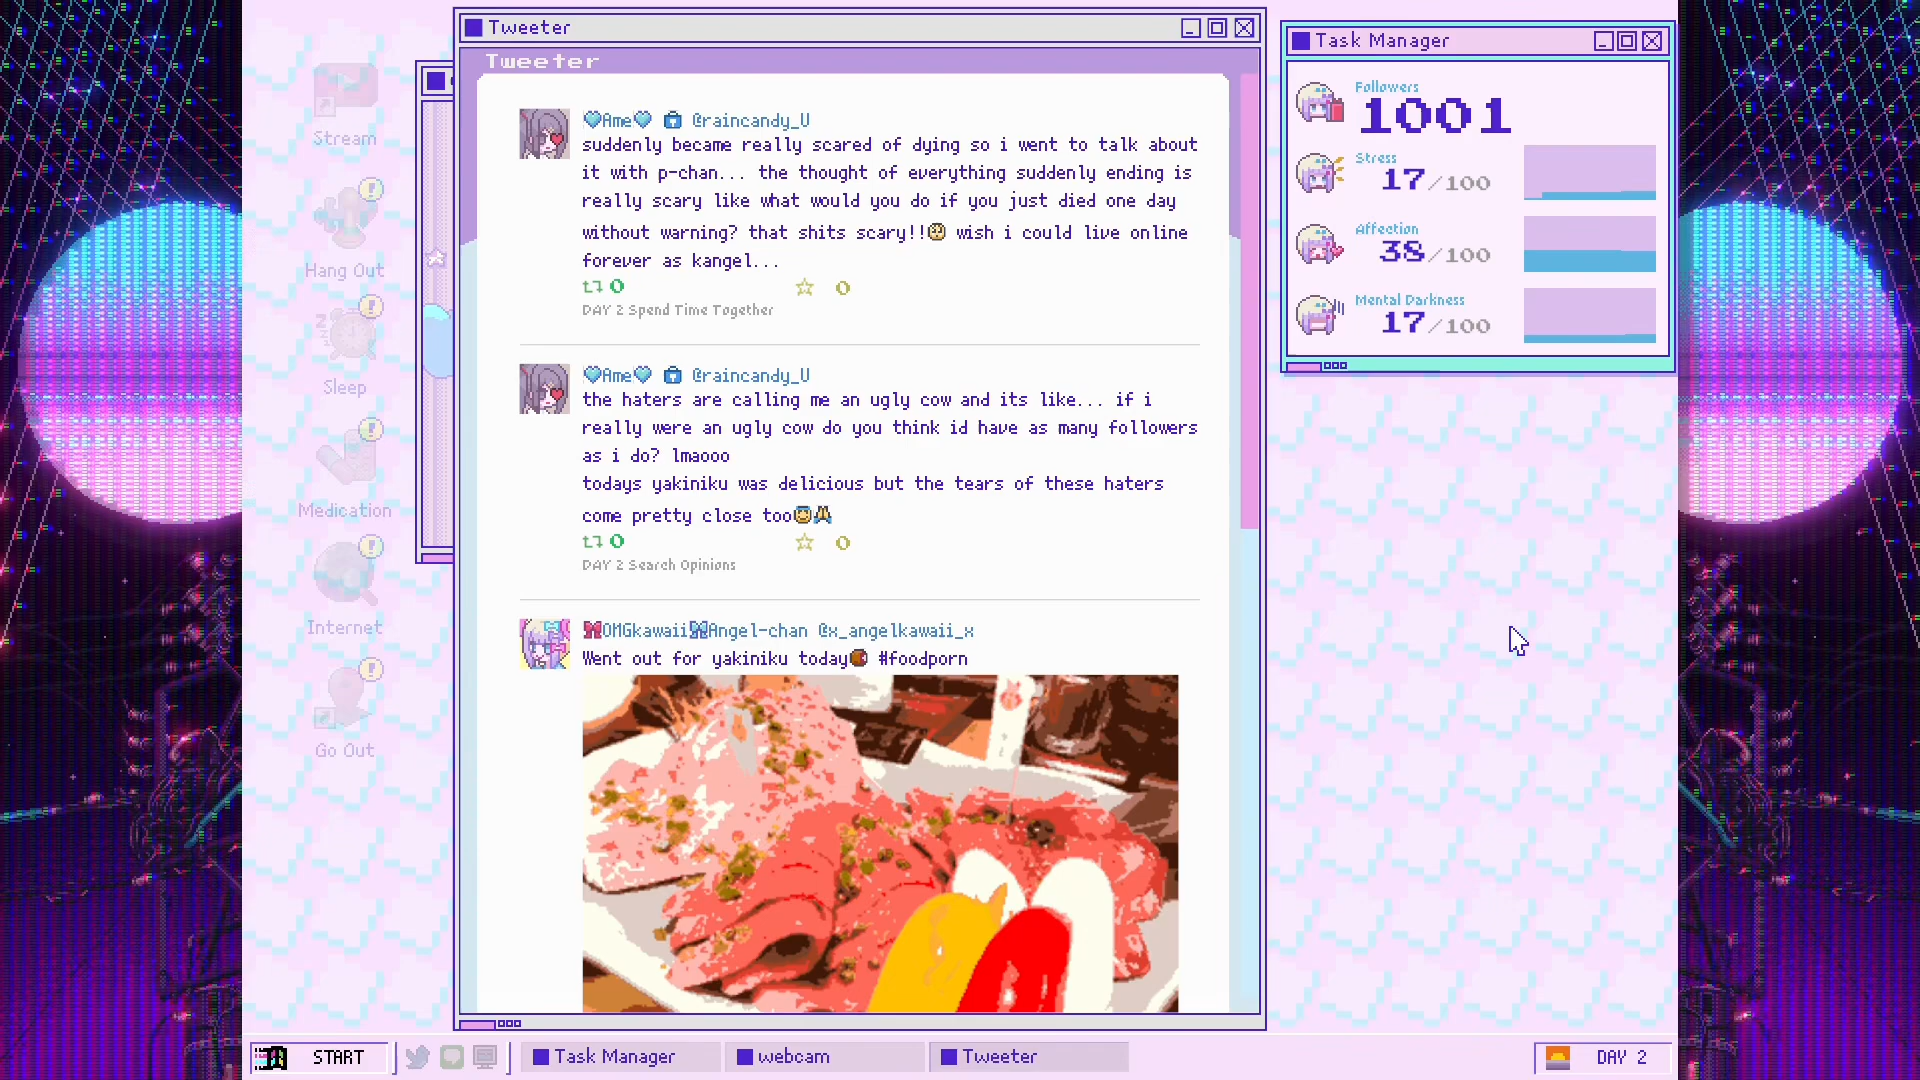 Tweeter
Tweeter
Ame @raincandy_U
suddenly became really scared of dying so i went to talk about
it with p-chan... the thought of everything suddenly ending is
really scary like what would you do if you just died one day
without warning? that shits scary!! wish i could live online
forever as kangel...
0 0
DAY 2 Spend Time Together
Ame @raincandy_U
the haters are calling me an ugly cow and its like... if i
really were an ugly cow do you think id have as many followers
as i do? lmaooo
todays yakiniku was delicious but the tears of these haters
come pretty close too
0 0
DAY 2 Search Opinions
OMGkawaiiAngel-chan @x_angelkawaii_x
Went out for yakiniku today #foodporn
Stream
Hang Out
Sleep
Medication
Internet
Go Out
Task Manager
Followers
1001
Stress
17/100
Affection
38/100
Mental Darkness
17/100
START
Task Manager
webcam
Tweeter
DAY 2